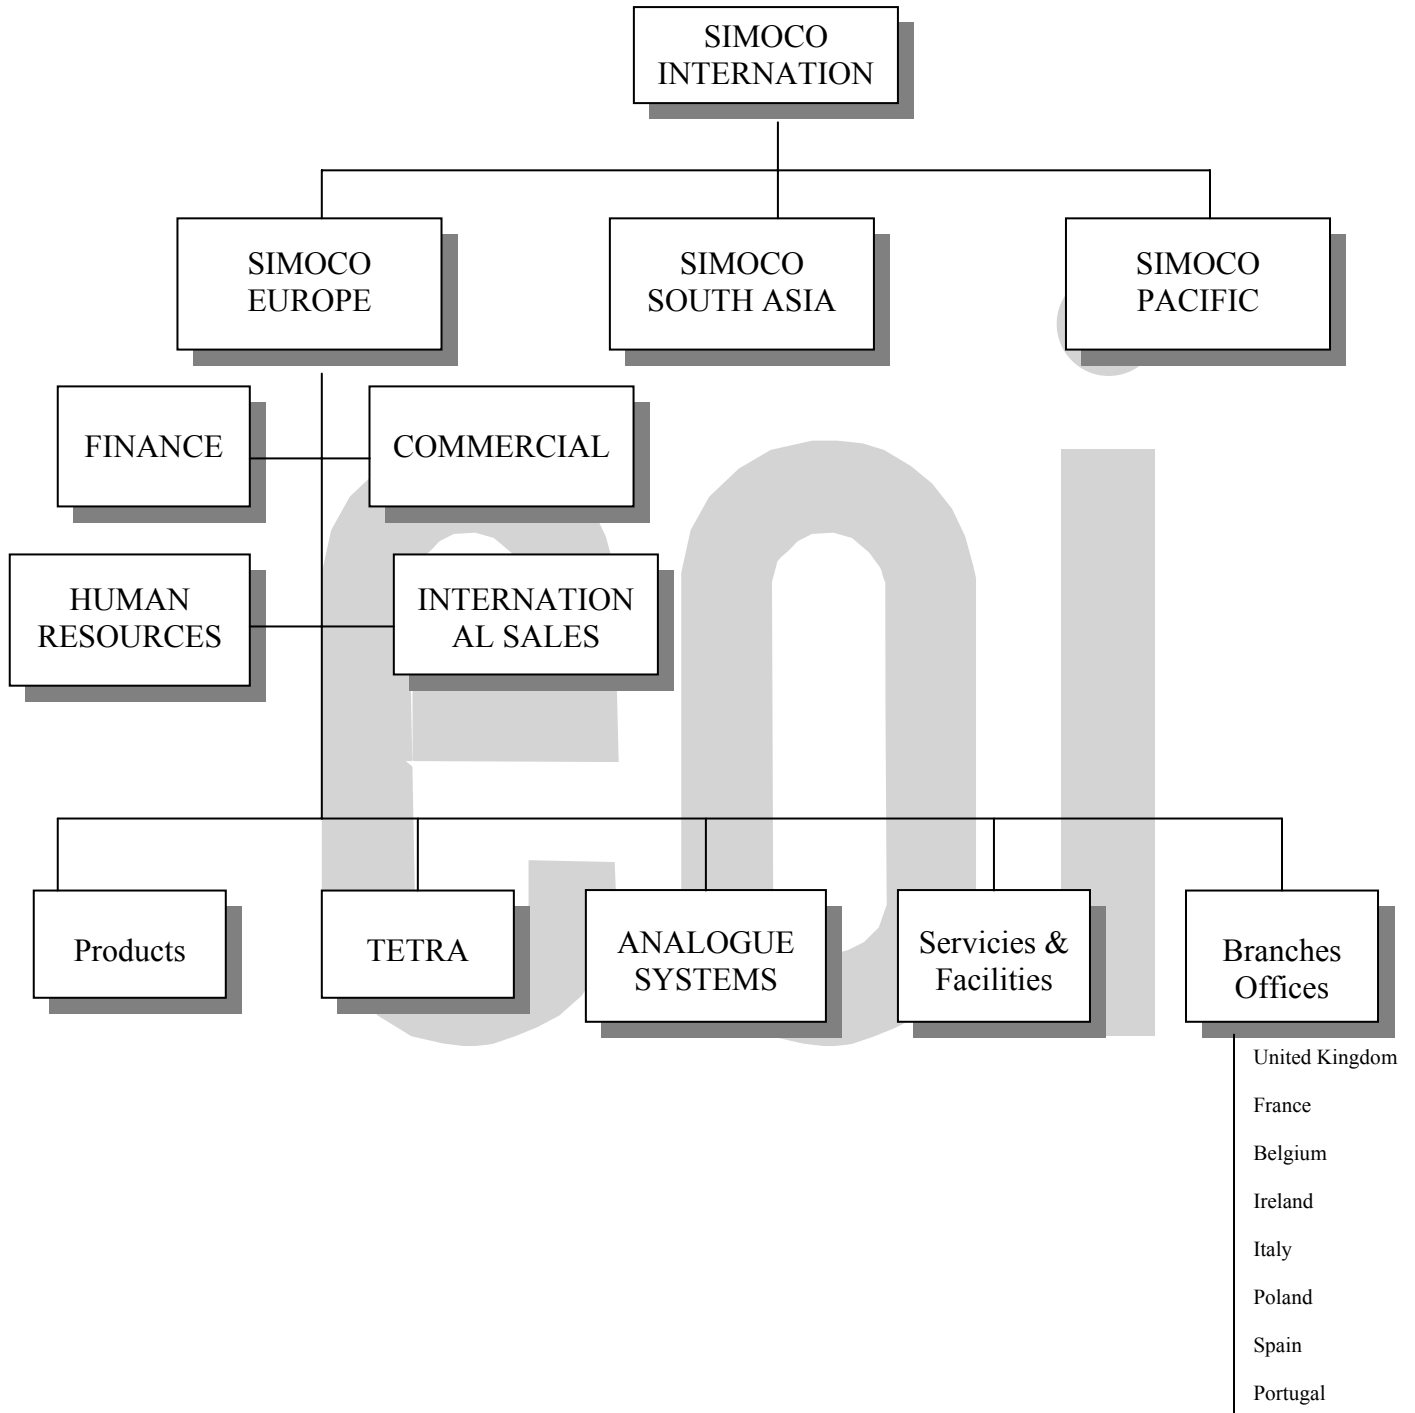 SIMOCO
INTERNATION
SIMOCO
EUROPE
SIMOCO
SOUTH ASIA
SIMOCO
PACIFIC
FINANCE
COMMERCIAL
HUMAN
RESOURCES
INTERNATION
AL SALES
Products
TETRA
ANALOGUE
SYSTEMS
Servicies &
Facilities
Branches
Offices
United Kingdom
France
Belgium
Ireland
Italy
Poland
Spain
Portugal
eoi